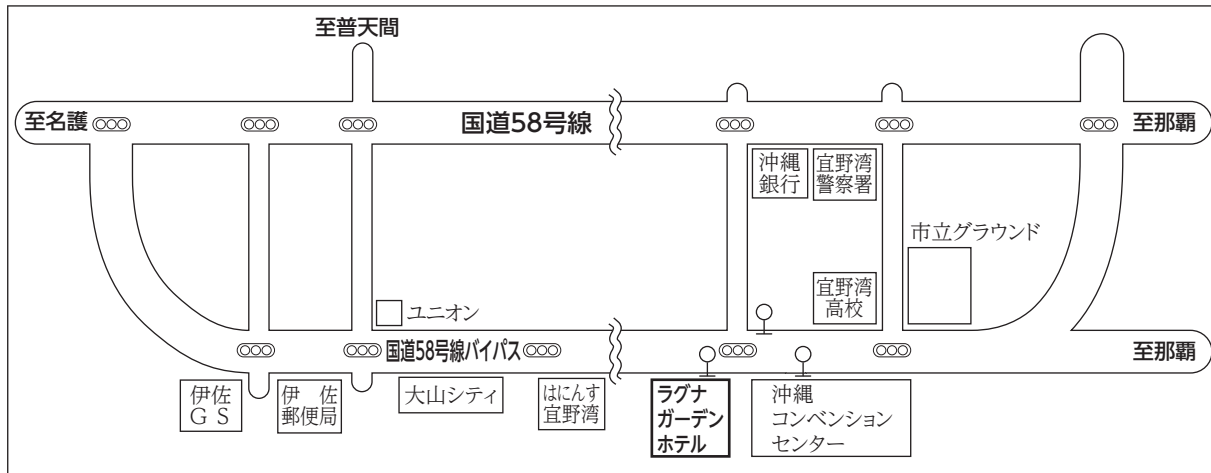 至普天間
至名護
国道58号線
至那覇
沖縄
銀行
宜野湾
警察署
市立グラウンド
宜野湾
高校
ユニオン
国道58号線バイパス
至那覇
伊佐
GS
伊佐
郵便局
大山シティ
はにんす
宜野湾
ラグナ
ガーデン
ホテル
沖縄
コンベンション
センター